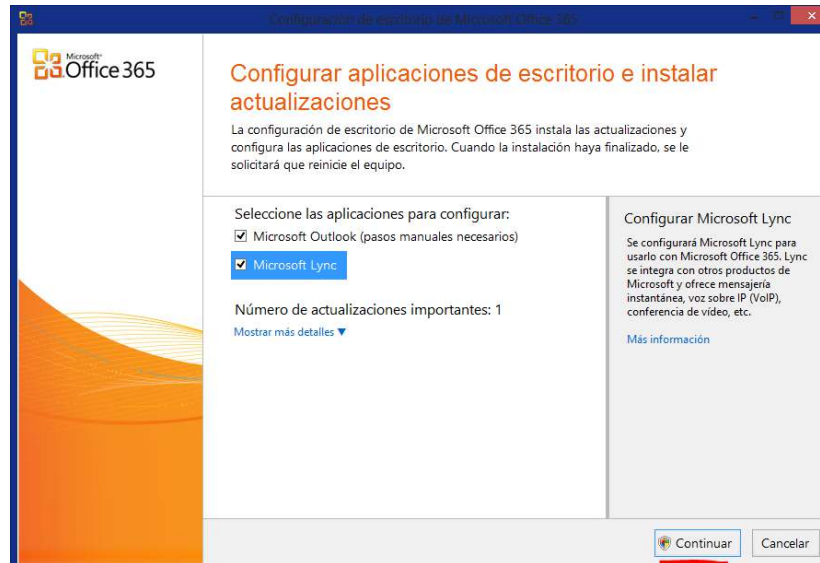 Configuración de escritorio de Microsoft Office 365
Microsoft®
Office 365
Configurar aplicaciones de escritorio e instalar
actualizaciones
La configuración de escritorio de Microsoft Office 365 instala las actualizaciones y
configura las aplicaciones de escritorio. Cuando la instalación haya finalizado, se le
solicitará que reinicie el equipo.
Seleccione las aplicaciones para configurar:
Microsoft Outlook (pasos manuales necesarios)
Microsoft Lync
Número de actualizaciones importantes: 1
Mostrar más detalles
Configurar Microsoft Lync
Se configurará Microsoft Lync para
usarlo con Microsoft Office 365. Lync
se integra con otros productos de
Microsoft y ofrece mensajería
instantánea, voz sobre IP (VoIP),
conferencia de vídeo, etc.
Más información
Continuar
Cancelar